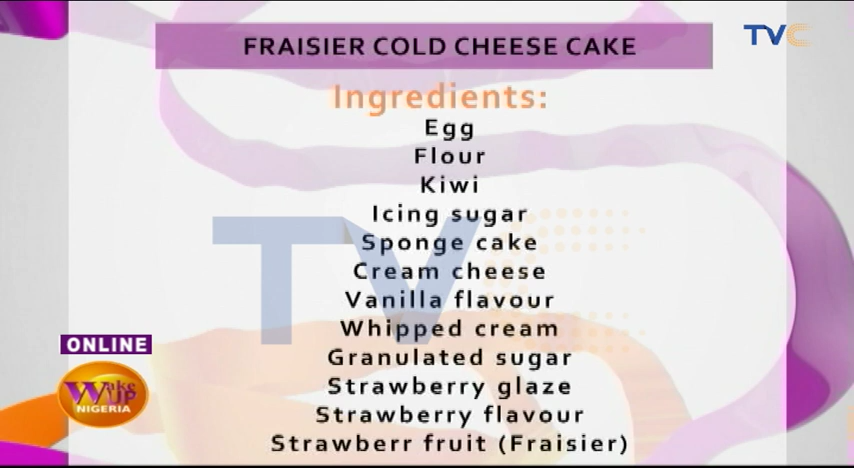 FRAISIER COLD CHEESE CAKE
TVC
Ingredients:
Egg
Flour
Kiwi
Icing sugar
Sponge cake
Cream cheese
Vanilla flavour
Whipped cream
Granulated sugar
Strawberry glaze
Strawberry flavour
Strawberr fruit (Fraisier)
TV
ONLINE
Wake
UP
NIGERIA